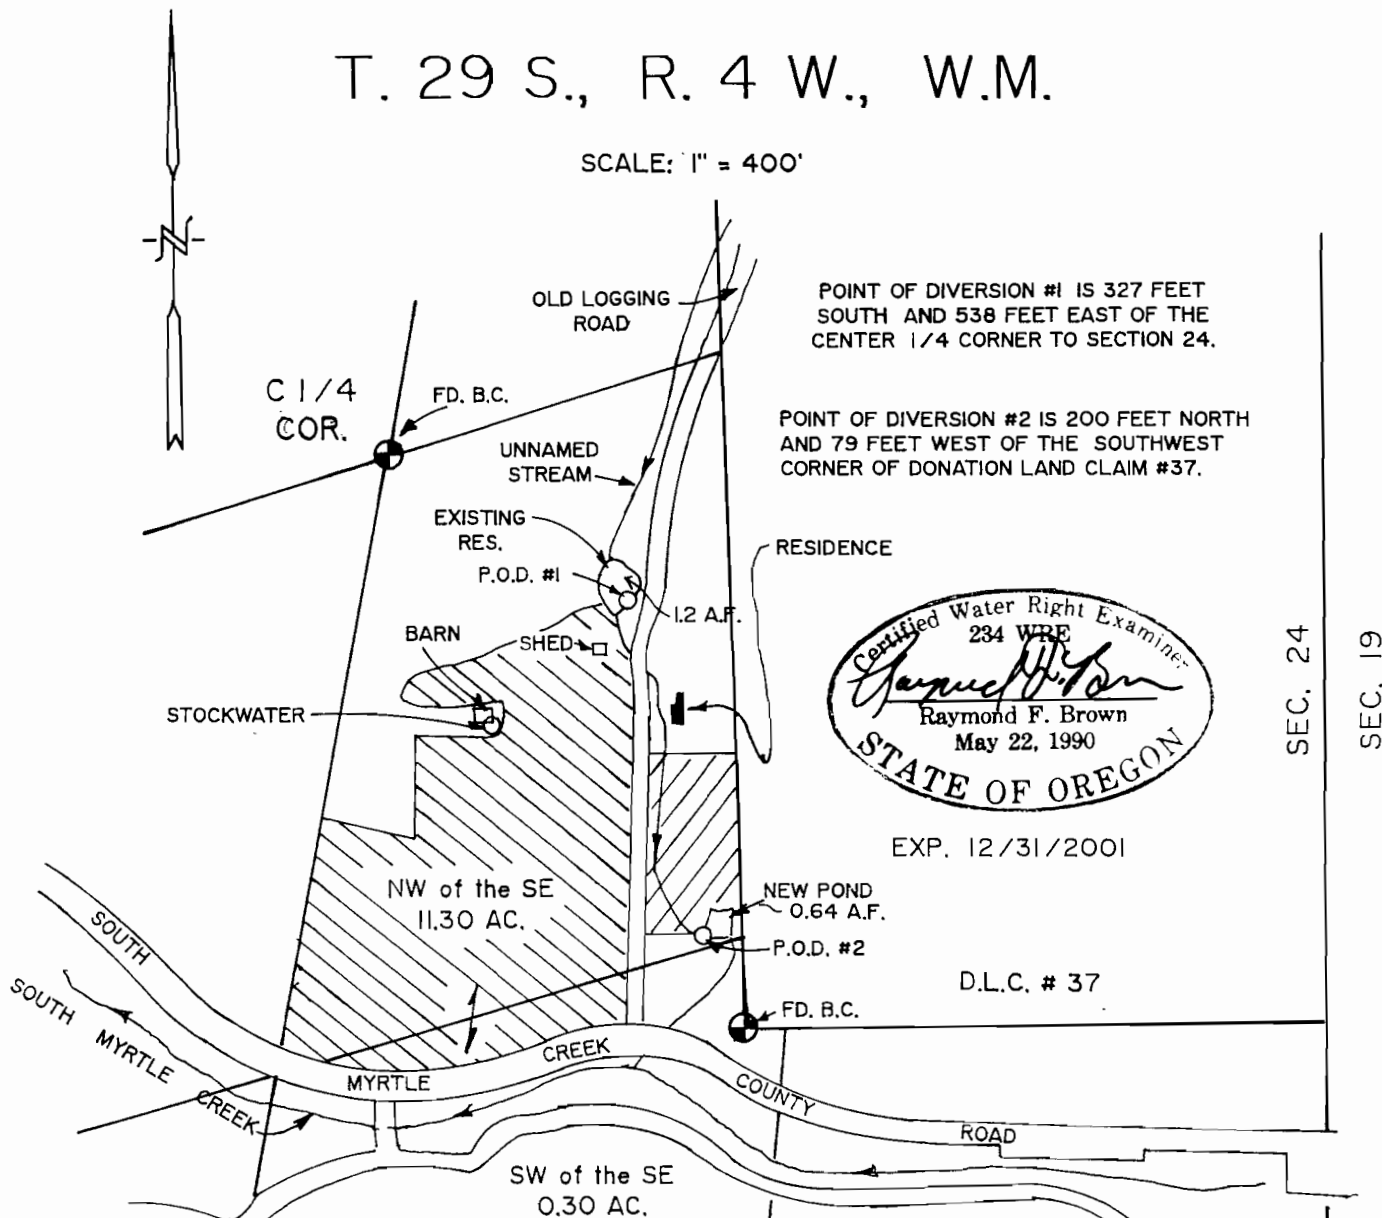 T. 29 S., R. 4 W., W.M.
SCALE: 1" = 400'
N
OLD LOGGING
ROAD
POINT OF DIVERSION #1 IS 327 FEET
SOUTH AND 538 FEET EAST OF THE
CENTER 1/4 CORNER TO SECTION 24.
C 1/4
COR.
FD. B.C.
POINT OF DIVERSION #2 IS 200 FEET NORTH
AND 79 FEET WEST OF THE SOUTHWEST
CORNER OF DONATION LAND CLAIM #37.
UNNAMED
STREAM
EXISTING
RES.
P.O.D. #1
RESIDENCE
1.2 A.F.
BARN
SHED
STOCKWATER
Certified Water Right Examiner
234 WRE
Raymond F. Brown
May 22, 1990
STATE OF OREGON
EXP. 12/31/2001
SEC. 24
SEC. 19
NW of the SE
11.30 AC.
NEW POND
0.64 A.F.
P.O.D. #2
D.L.C. # 37
FD. B.C.
SOUTH MYRTLE CREEK COUNTY ROAD
SOUTH MYRTLE CREEK
SW of the SE
0.30 AC.